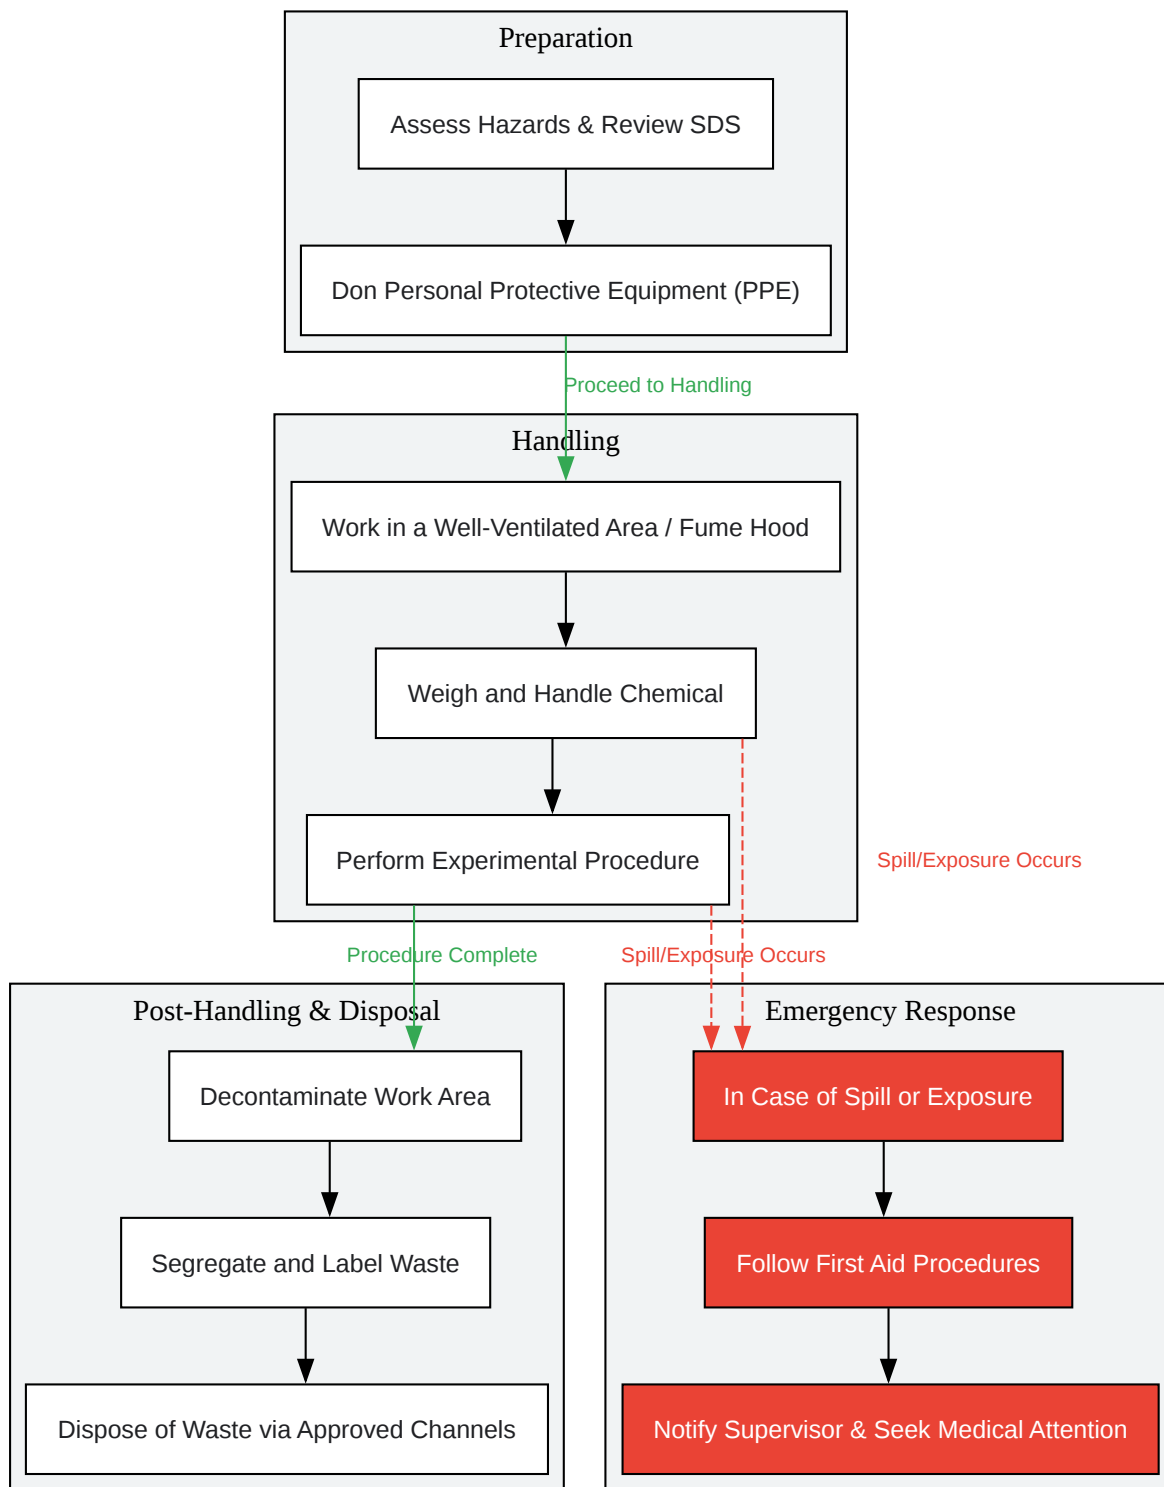 Preparation
Assess Hazards & Review SDS
Don Personal Protective Equipment (PPE)
Proceed to Handling
Handling
Work in a Well-Ventilated Area / Fume Hood
Weigh and Handle Chemical
Perform Experimental Procedure
Spill/Exposure Occurs
Procedure Complete
Spill/Exposure Occurs
Post-Handling & Disposal
Decontaminate Work Area
Segregate and Label Waste
Dispose of Waste via Approved Channels
Emergency Response
In Case of Spill or Exposure
Follow First Aid Procedures
Notify Supervisor & Seek Medical Attention